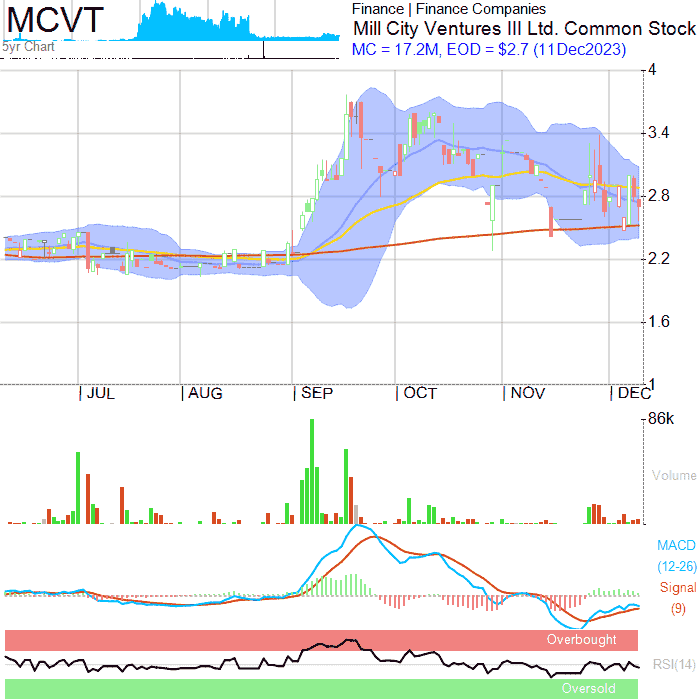 MCVT
5yr Chart
Finance | Finance Companies
Mill City Ventures III Ltd. Common Stock
MC = 17.2M, EOD = $2.7 (11Dec2023)
4
3.4
2.8
2.2
1.6
1
JUL
AUG
SEP
OCT
NOV
DEC
86k
Volume
MACD
(12-26)
Signal
(9)
Overbought
RSI(14)
Oversold